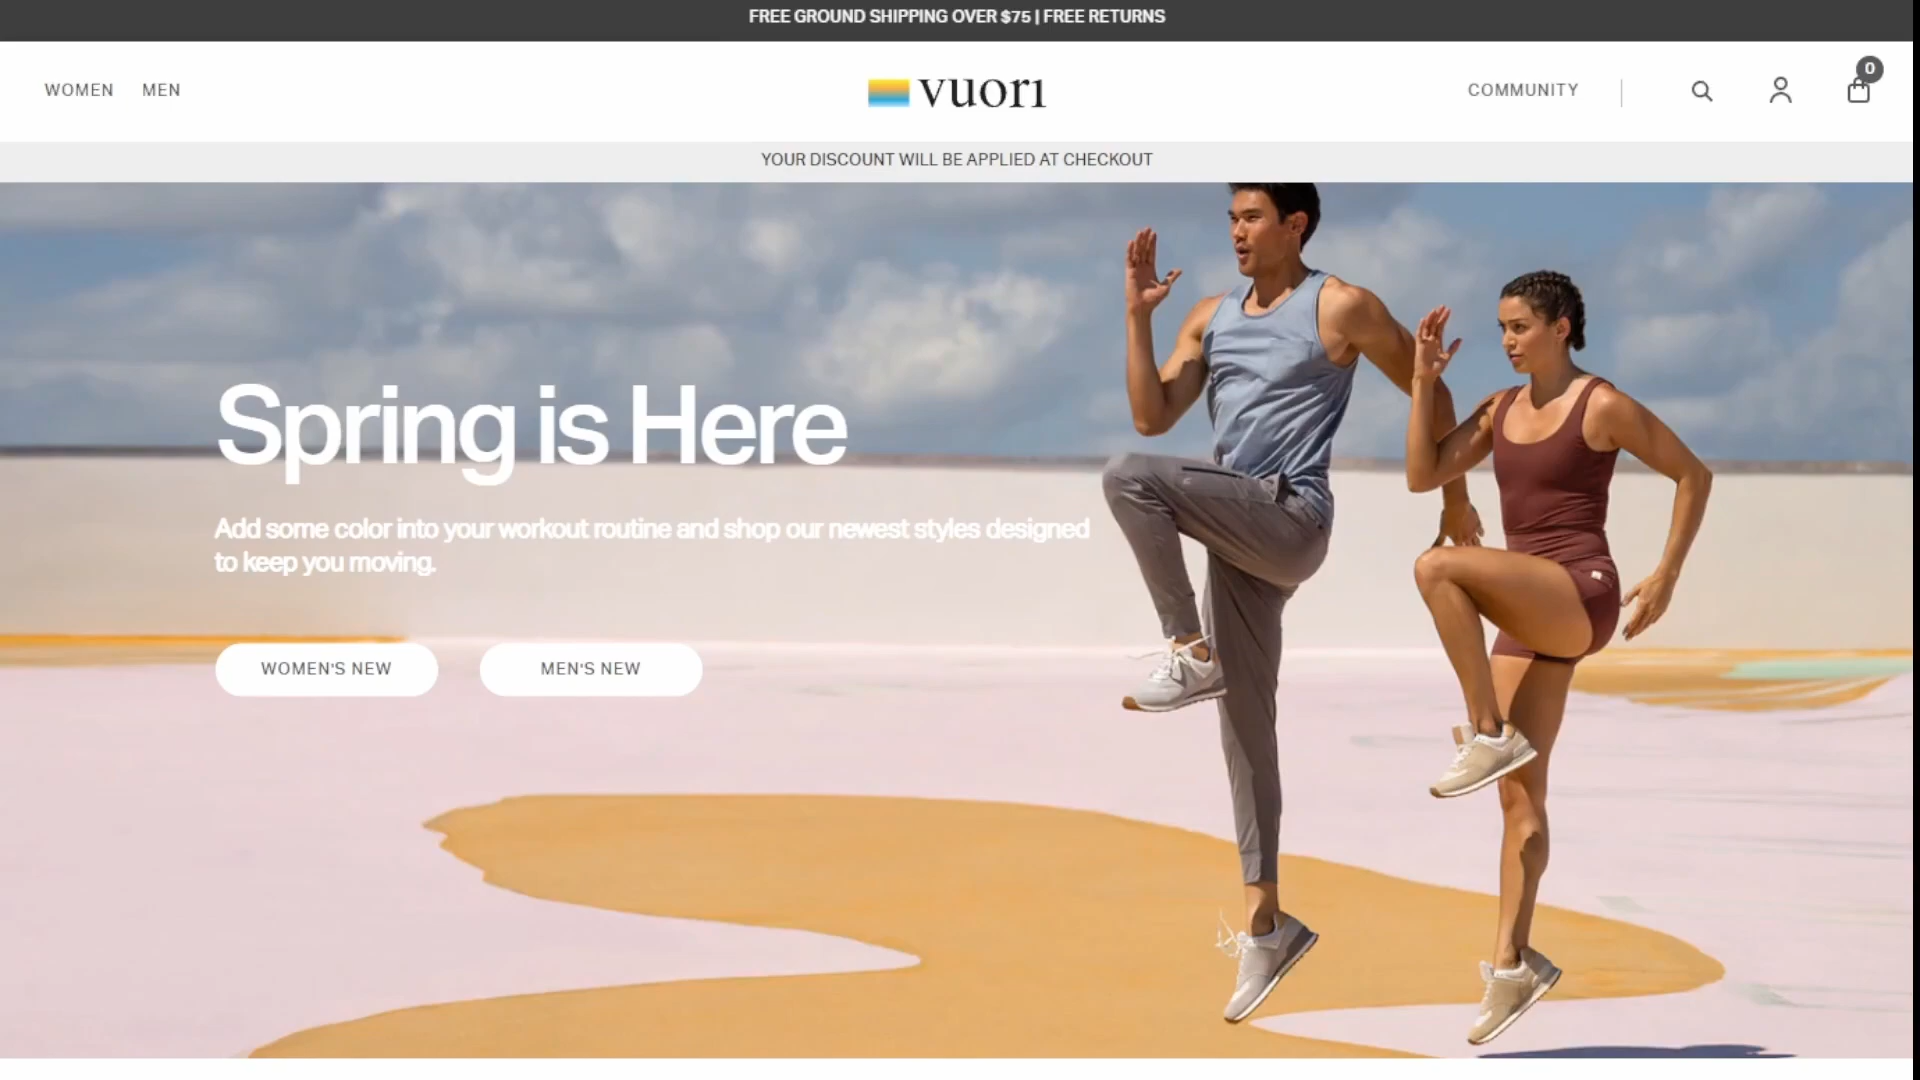 FREE GROUND SHIPPING OVER $75 | FREE RETURNS
WOMEN MEN
vuori
COMMUNITY
0
YOUR DISCOUNT WILL BE APPLIED AT CHECKOUT
Spring is Here
Add some color into your workout routine and shop our newest styles designed
to keep you moving.
WOMEN'S NEW
MEN'S NEW